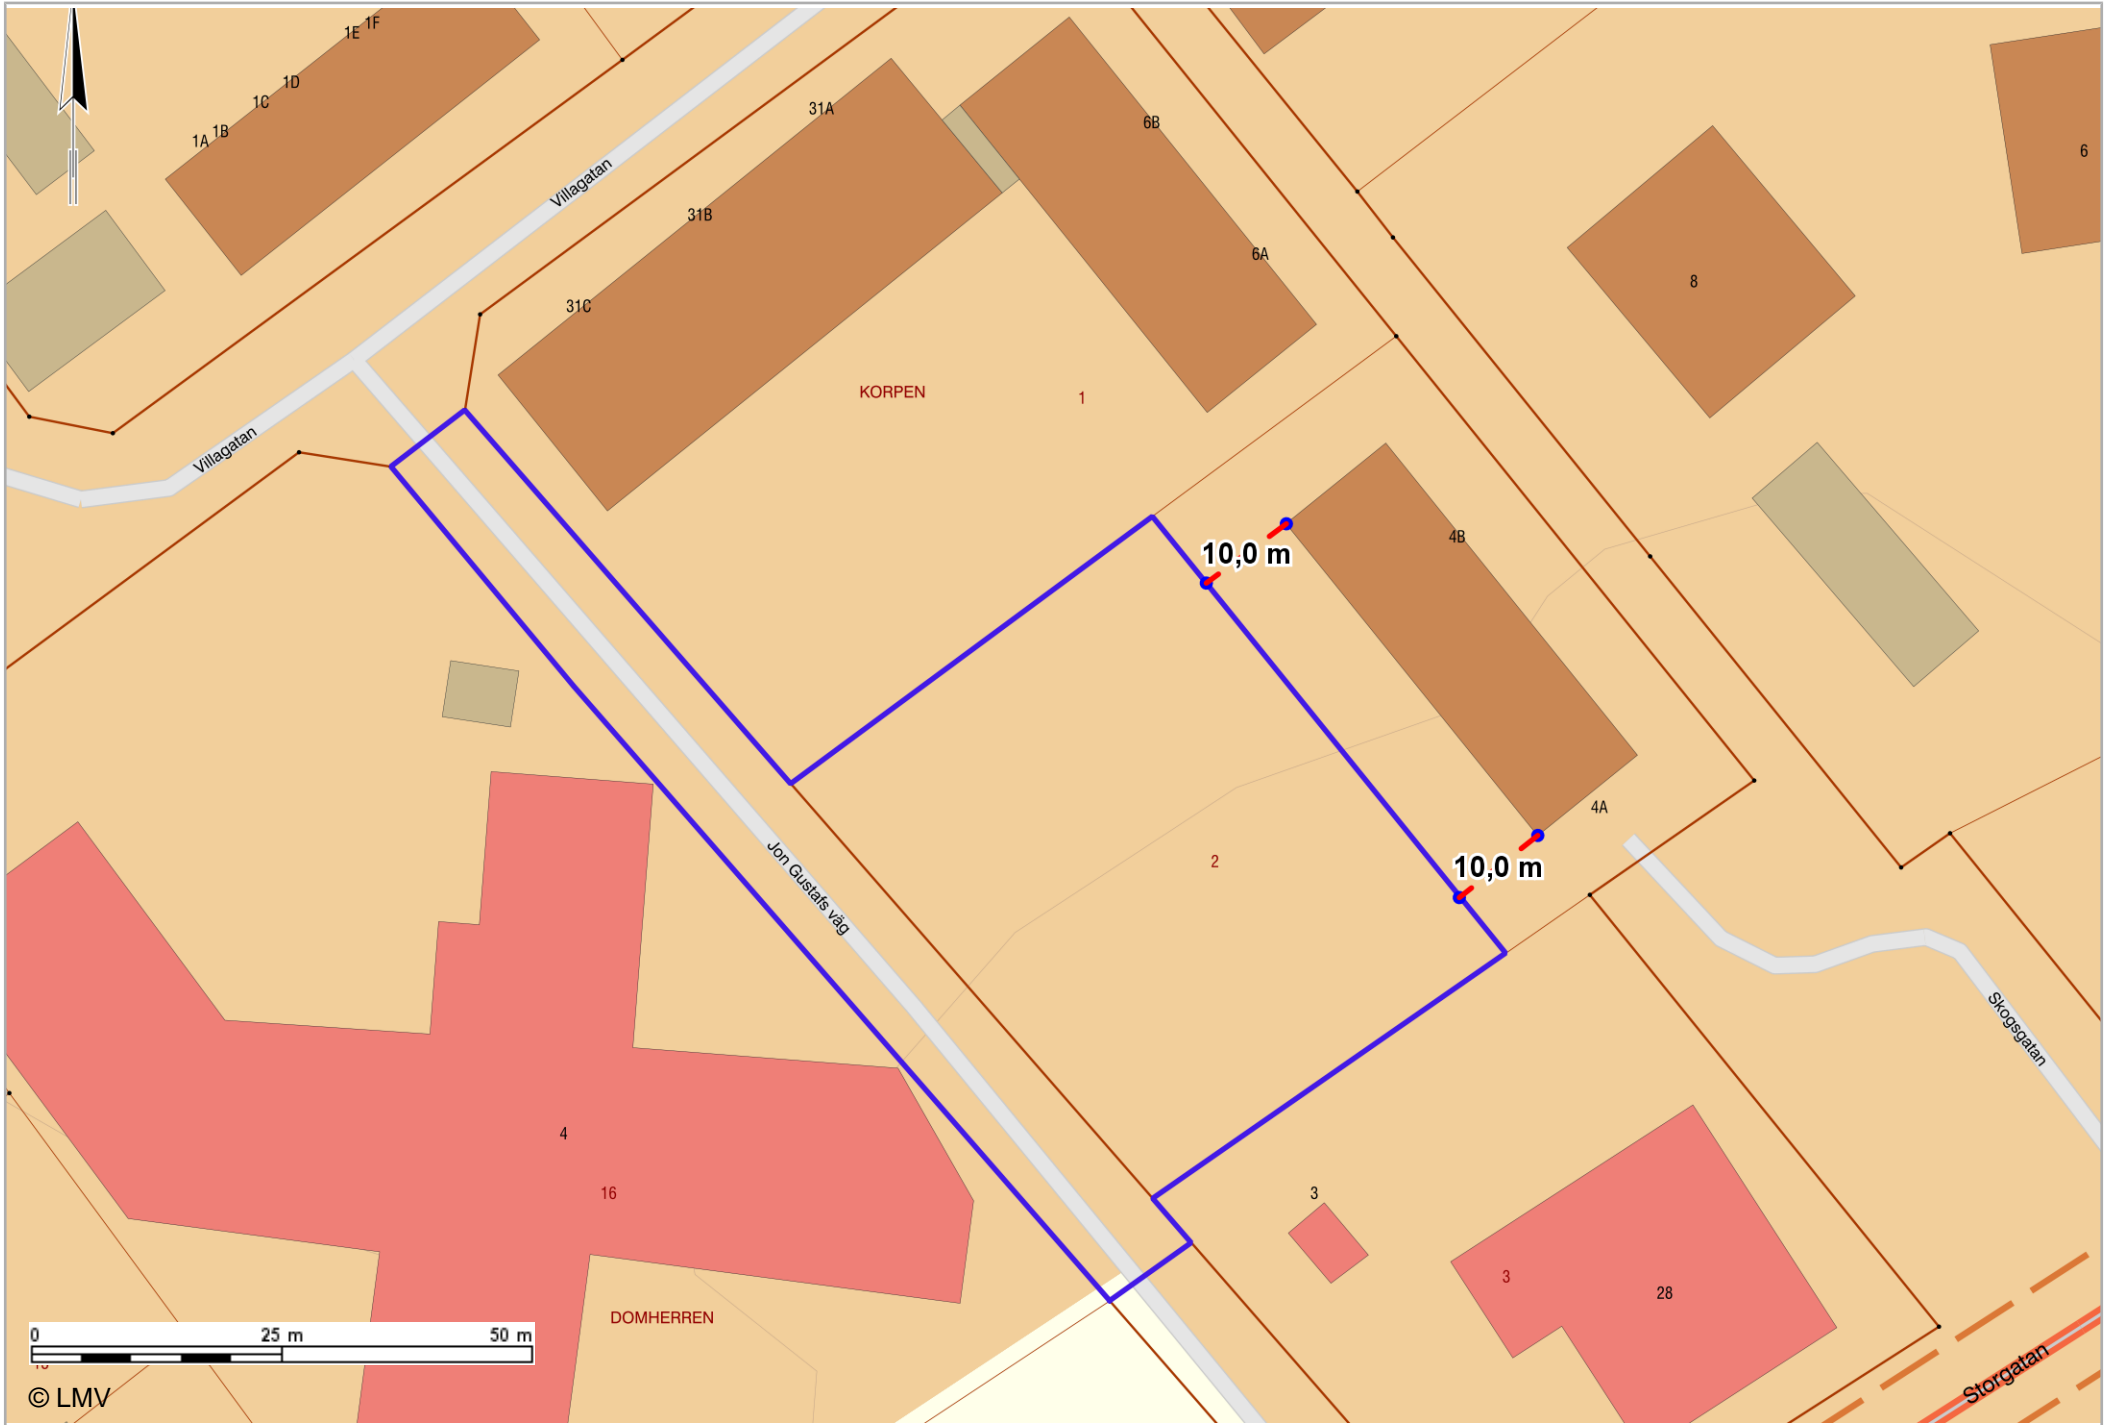 1F
1E
1D
1C
1B
1A
31A
6B
6
Villagatan
31B
6A
8
31C
KORPEN
1
Villagatan
4B
10,0 m
4A
2
10,0 m
Jon Gustafs väg
Skogsgatan
4
16
3
3
28
DOMHERREN
0 25 m 50 m
Storgatan
© LMV